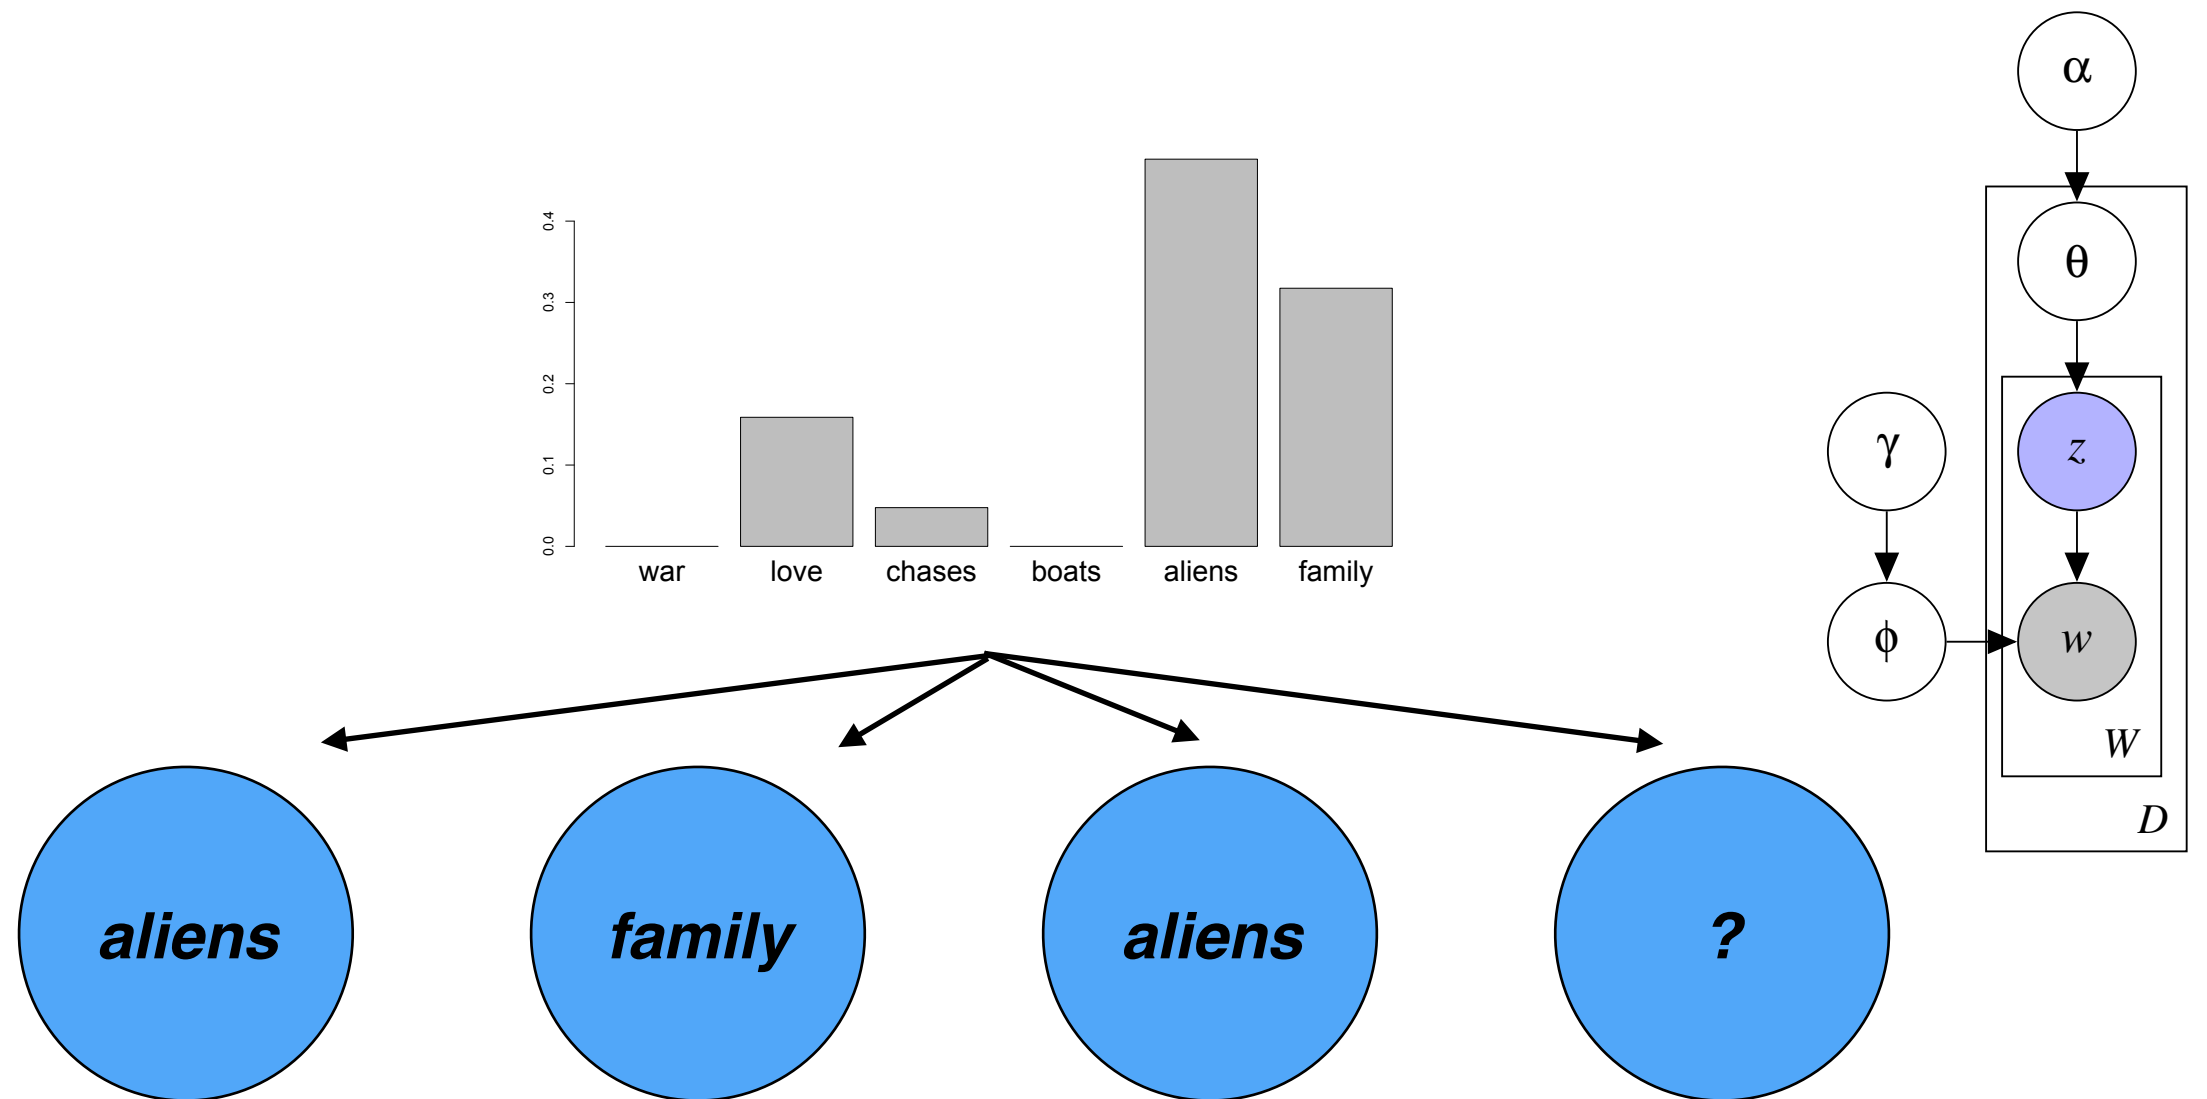 α
0.4
θ
0.3
0.2
γ
z
0.1
0.0
war love chases boats aliens family
ϕ
w
W
D
aliens family aliens ?